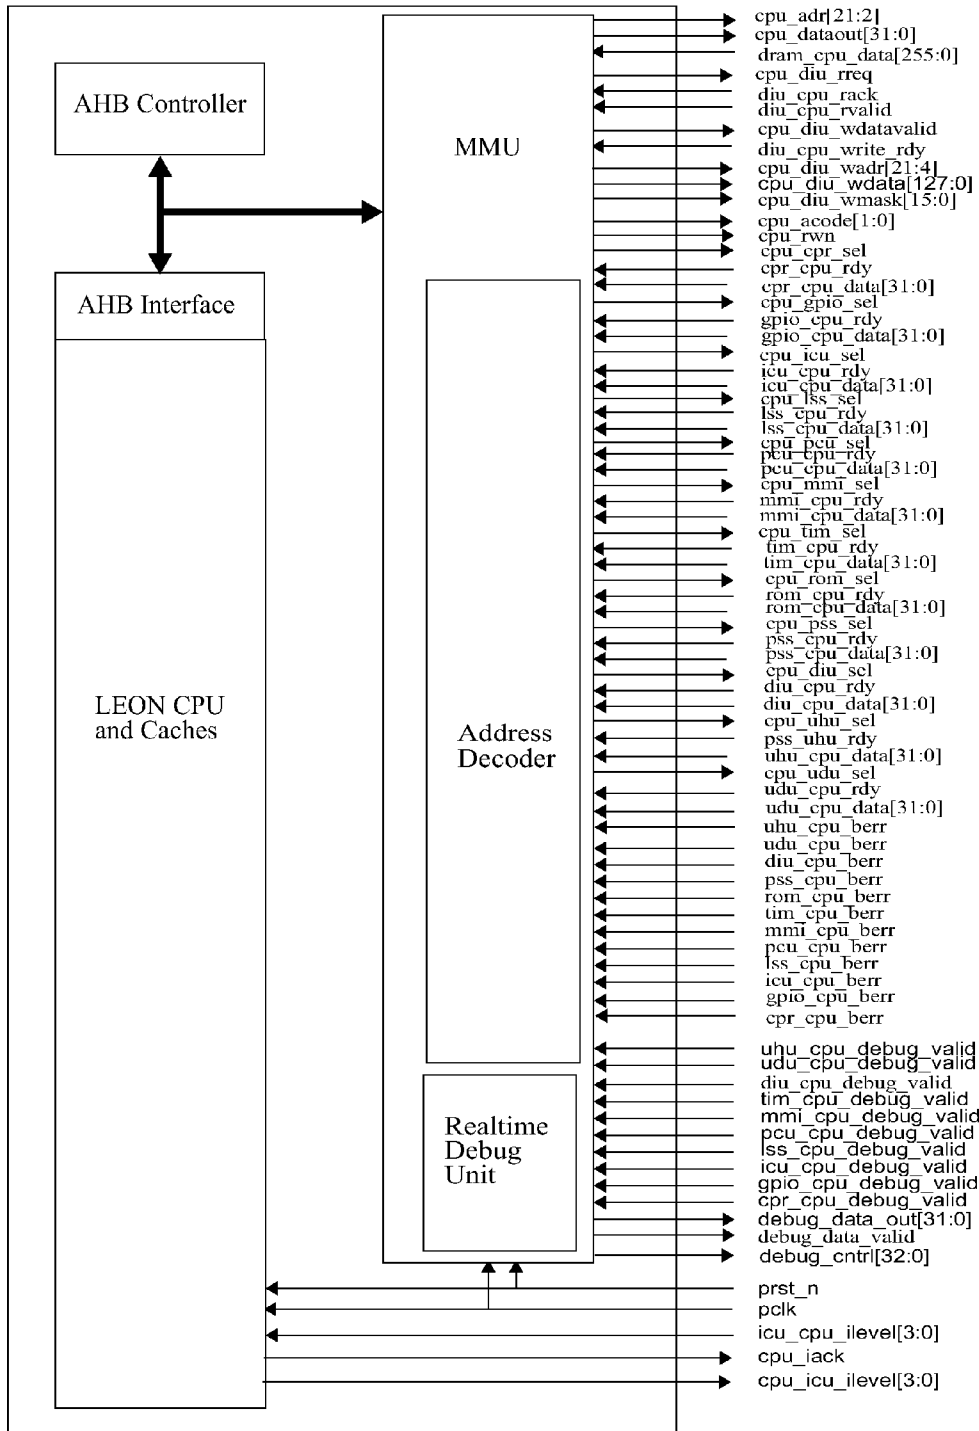 AHB Controller
MMU
AHB Interface
LEON CPU
and Caches
Address
Decoder
Realtime
Debug
Unit
cpu_adr[21:2]
cpu_dataout[31:0]
dram_cpu_data[255:0]
cpu_diu_rreq
diu_cpu_rack
diu_cpu_rvalid
cpu_diu_wdatavalid
diu_cpu_write_rdy
cpu_diu_wadr[21:4]
cpu_diu_wdata[127:0]
cpu_diu_wmask[15:0]
cpu_acode[1:0]
cpu_rwn
cpu_cpr_sel
cpr_cpu_rdy
cpr_cpu_data[31:0]
cpu_gpio_sel
gpio_cpu_rdy
gpio_cpu_data[31:0]
cpu_icu_sel
icu_cpu_rdy
icu_cpu_data[31:0]
cpu_lss_sel
lss_cpu_rdy
lss_cpu_data[31:0]
cpu_pcu_sel
pcu_cpu_rdy
pcu_cpu_data[31:0]
cpu_mmi_sel
mmi_cpu_rdy
mmi_cpu_data[31:0]
cpu_tim_sel
tim_cpu_rdy
tim_cpu_data[31:0]
cpu_rom_sel
rom_cpu_rdy
rom_cpu_data[31:0]
cpu_pss_sel
pss_cpu_rdy
pss_cpu_data[31:0]
cpu_diu_sel
diu_cpu_rdy
diu_cpu_data[31:0]
cpu_uhu_sel
pss_uhu_rdy
uhu_cpu_data[31:0]
cpu_udu_sel
udu_cpu_rdy
udu_cpu_data[31:0]
uhu_cpu_berr
udu_cpu_berr
diu_cpu_berr
pss_cpu_berr
rom_cpu_berr
tim_cpu_berr
mmi_cpu_berr
pcu_cpu_berr
lss_cpu_berr
icu_cpu_berr
gpio_cpu_berr
cpr_cpu_berr
uhu_cpu_debug_valid
udu_cpu_debug_valid
diu_cpu_debug_valid
tim_cpu_debug_valid
mmi_cpu_debug_valid
pcu_cpu_debug_valid
lss_cpu_debug_valid
icu_cpu_debug_valid
gpio_cpu_debug_valid
cpr_cpu_debug_valid
debug_data_out[31:0]
debug_data_valid
debug_cntrl[32:0]
prst_n
pclk
icu_cpu_ilevel[3:0]
cpu_iack
cpu_icu_ilevel[3:0]